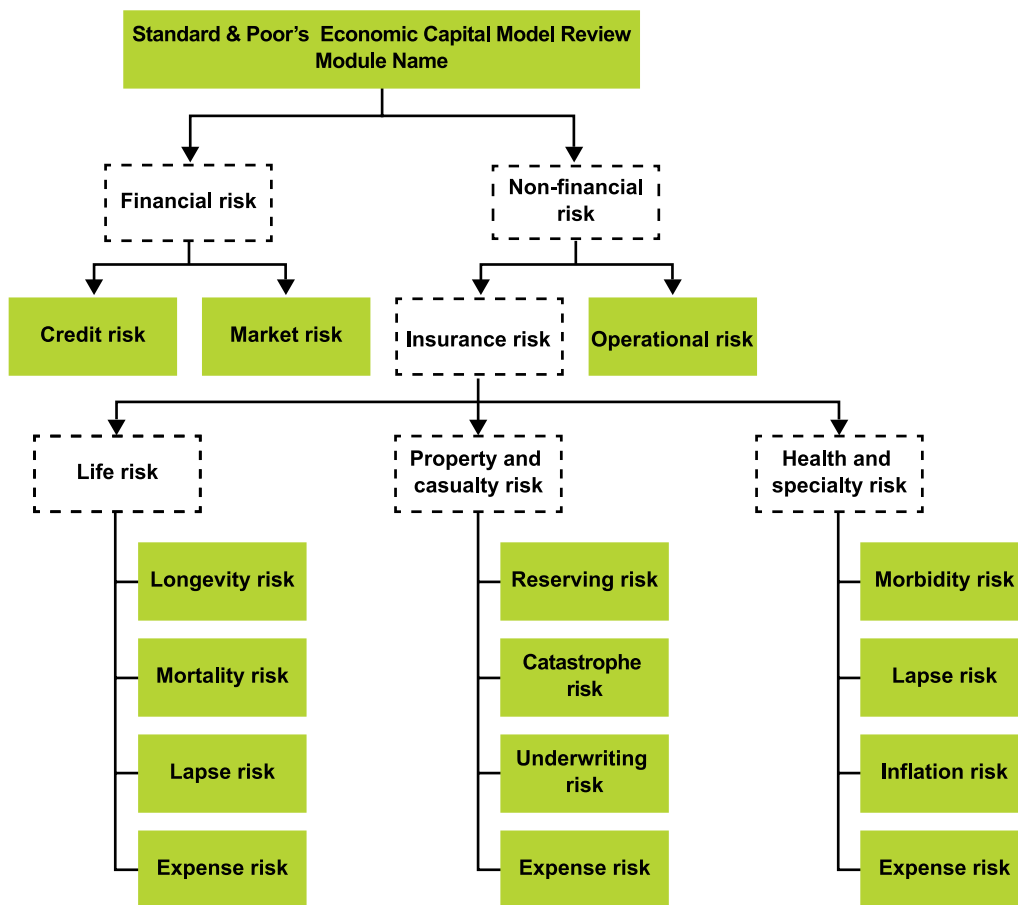 Standard & Poor's Economic Capital Model Review
Module Name
Financial risk
Non-financial
risk
Credit risk
Market risk
Insurance risk
Operational risk
Life risk
Property and
casualty risk
Health and
specialty risk
Longevity risk
Reserving risk
Morbidity risk
Mortality risk
Catastrophe
risk
Lapse risk
Lapse risk
Underwriting
risk
Inflation risk
Expense risk
Expense risk
Expense risk